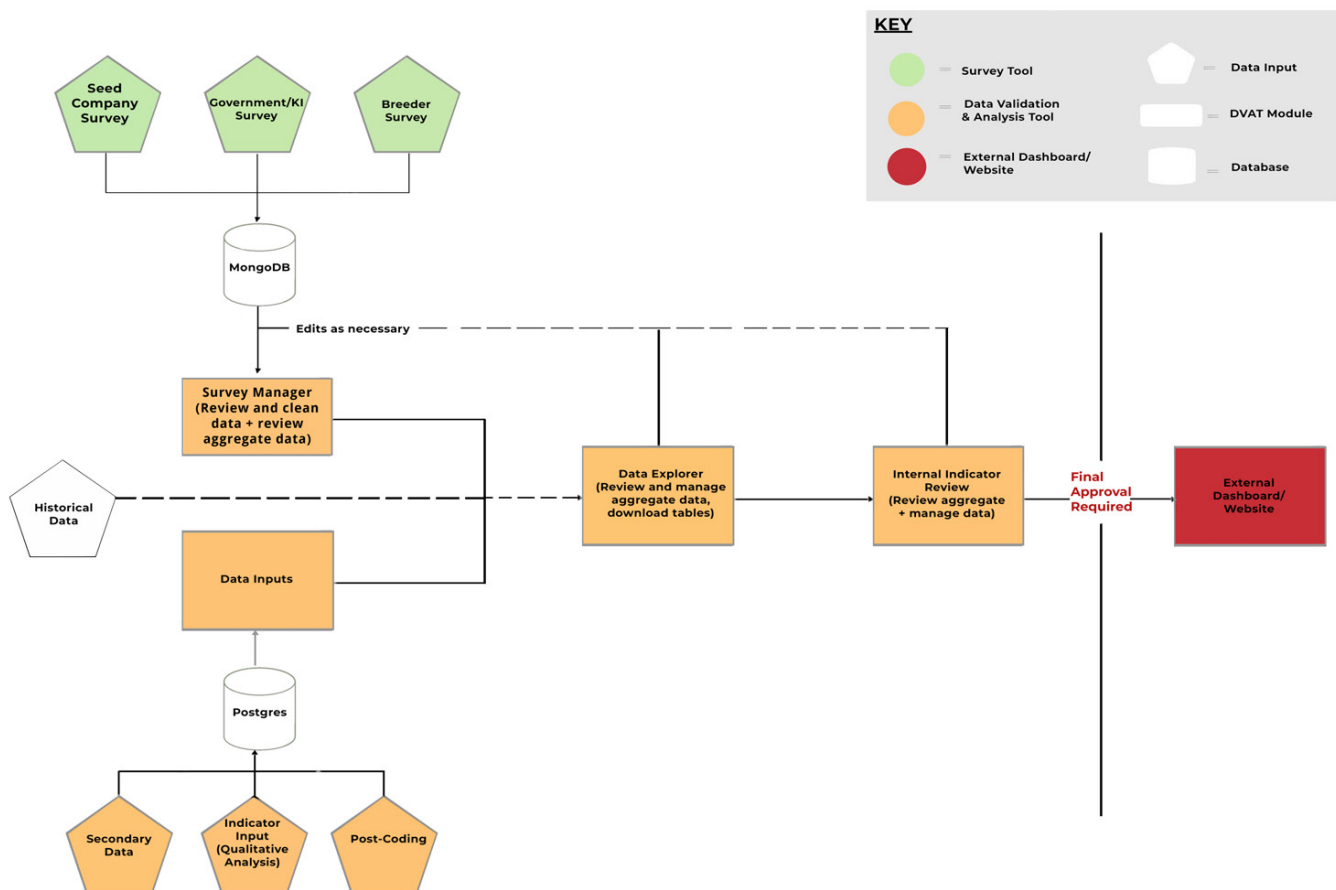 KEY
Survey Tool
Data Validation
& Analysis Tool
External Dashboard/
Website
Data Input
DVAT Module
Database
Seed
Company
Survey
Government/KI
Survey
Breeder
Survey
MongoDB
Edits as necessary
Survey Manager
(Review and clean
data + review
aggregate data)
Historical
Data
Data Explorer
(Review and manage
aggregate data,
download tables)
Internal Indicator
Review
(Review aggregate
+ manage data)
Final
Approval
Required
External
Dashboard/
Website
Data Inputs
Postgres
Secondary
Data
Indicator
Input
(Qualitative
Analysis)
Post-Coding